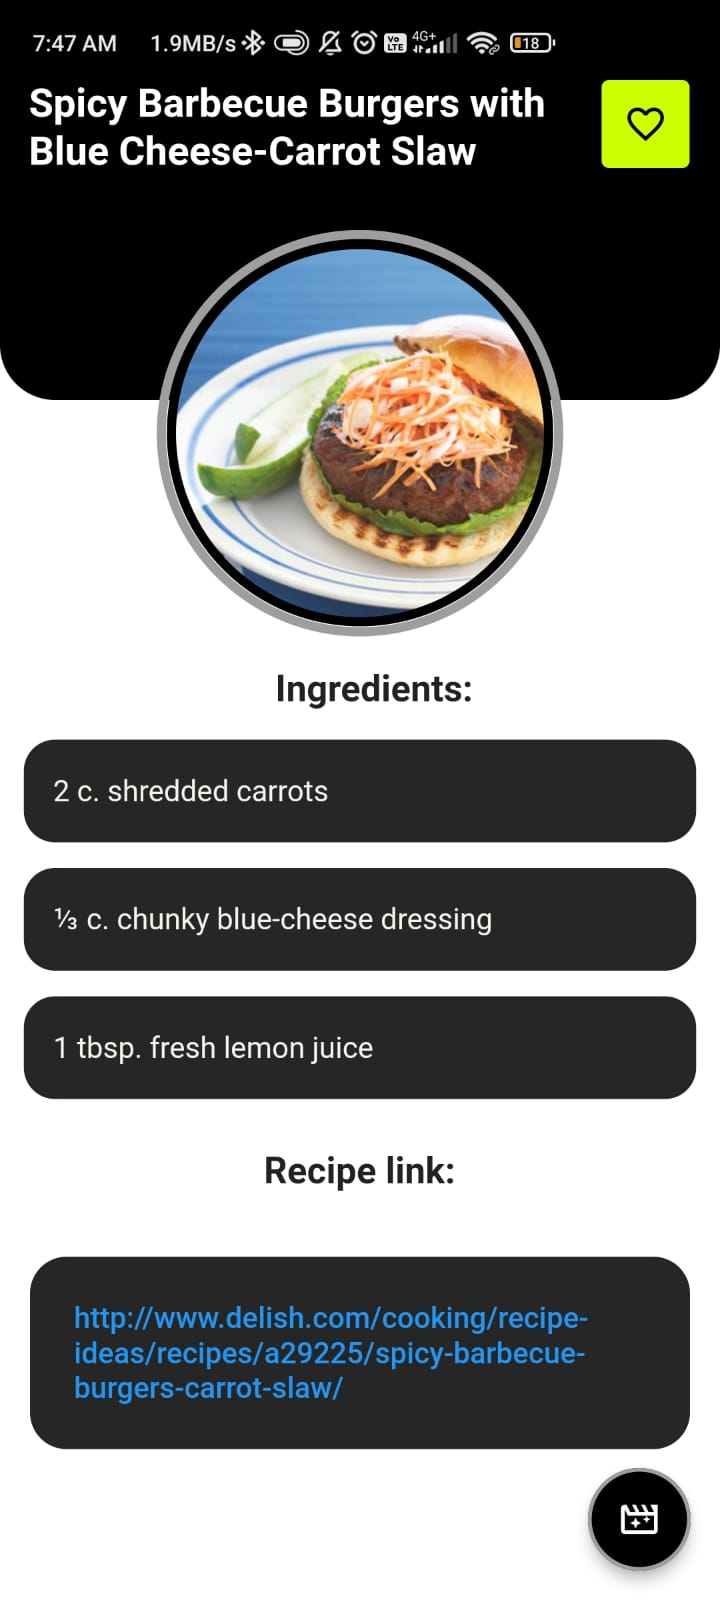 7:47 AM 1.9MB/s Vo LTE 4G+ 18
Spicy Barbecue Burgers with
Blue Cheese-Carrot Slaw
Ingredients:
2 c. shredded carrots
⅓ c. chunky blue-cheese dressing
1 tbsp. fresh lemon juice
Recipe link:
http://www.delish.com/cooking/recipe-
ideas/recipes/a29225/spicy-barbecue-
burgers-carrot-slaw/